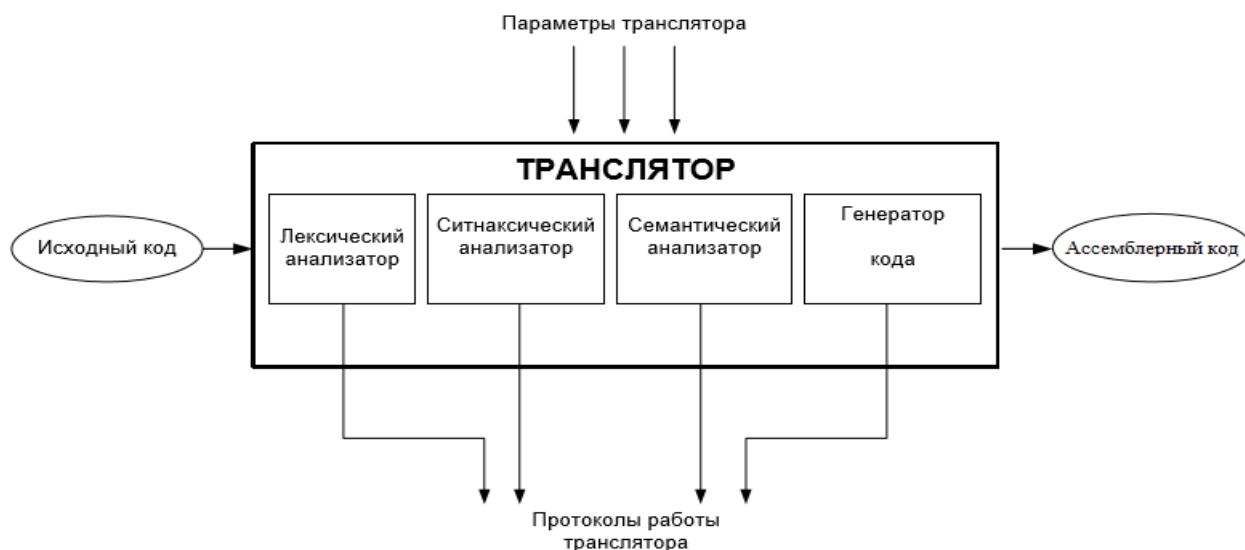 Параметры транслятора
ТРАНСЛЯТОР
Лексический
анализатор
Ситнаксический
анализатор
Семантический
анализатор
Генератор
кода
Исходный код
Ассемблерный код
Протоколы работы
транслятора